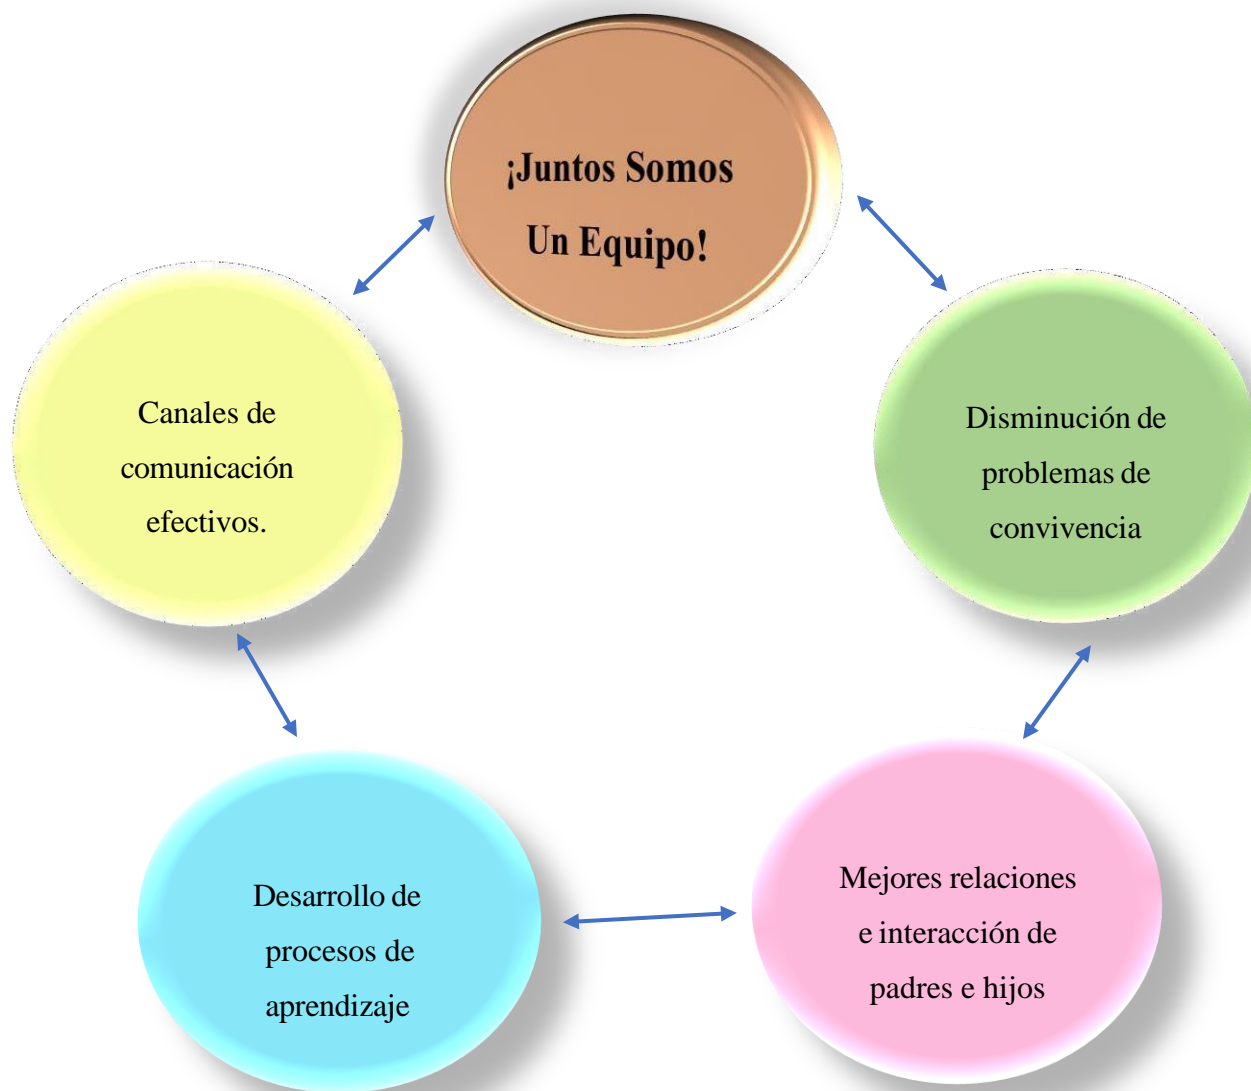 ¡Juntos Somos
Un Equipo!
Canales de
comunicación
efectivos.
Disminución de
problemas de
convivencia
Desarrollo de
procesos de
aprendizaje
Mejores relaciones
e interacción de
padres e hijos